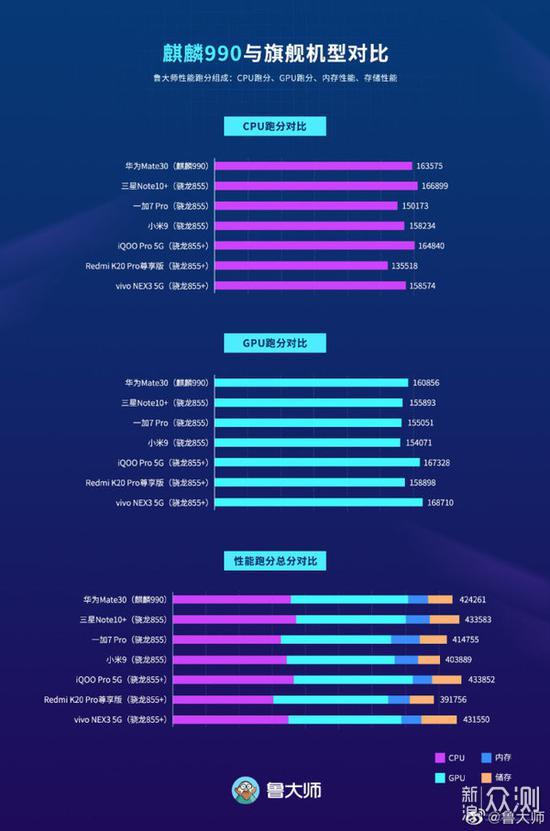 麒麟990与旗舰机型对比
鲁大师性能跑分组成：CPU跑分、GPU跑分、内存性能、存储性能
CPU跑分对比
华为Mate30（麒麟990） 163575
三星Note10+（骁龙855） 166899
一加7 Pro（骁龙855） 150173
小米9（骁龙855） 158234
iQOO Pro 5G（骁龙855+） 164840
Redmi K20 Pro尊享版（骁龙855+） 135518
vivo NEX3 5G（骁龙855+） 158574
GPU跑分对比
华为Mate30（麒麟990） 160856
三星Note10+（骁龙855） 155893
一加7 Pro（骁龙855） 155051
小米9（骁龙855） 154071
iQOO Pro 5G（骁龙855+） 167328
Redmi K20 Pro尊享版（骁龙855+） 158898
vivo NEX3 5G（骁龙855+） 168710
性能跑分总分对比
华为Mate30（麒麟990） 424261
三星Note10+（骁龙855） 433583
一加7 Pro（骁龙855） 414755
小米9（骁龙855） 403889
iQOO Pro 5G（骁龙855+） 433852
Redmi K20 Pro尊享版（骁龙855+） 391756
vivo NEX3 5G（骁龙855+） 431550
CPU 内存
GPU 储存
鲁大师
新浪众测
@鲁大师